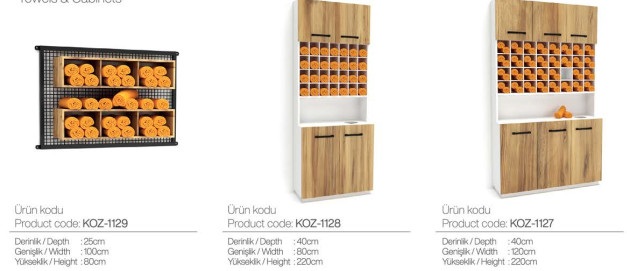 Towels & Cabinets
Ürün kodu
Product code: KOZ-1129
Derinlik / Depth : 25cm
Genişlik / Width : 100cm
Yükseklik / Height : 80cm
Ürün kodu
Product code: KOZ-1128
Derinlik / Depth : 40cm
Genişlik / Width : 80cm
Yükseklik / Height : 220cm
Ürün kodu
Product code: KOZ-1127
Derinlik / Depth : 40cm
Genişlik / Width : 120cm
Yükseklik / Height : 220cm